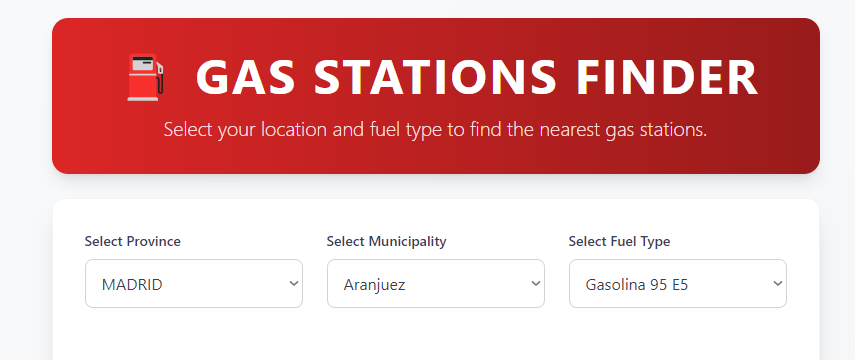 GAS STATIONS FINDER
Select your location and fuel type to find the nearest gas stations.
Select Province Select Municipality Select Fuel Type
MADRID Aranjuez Gasolina 95 E5